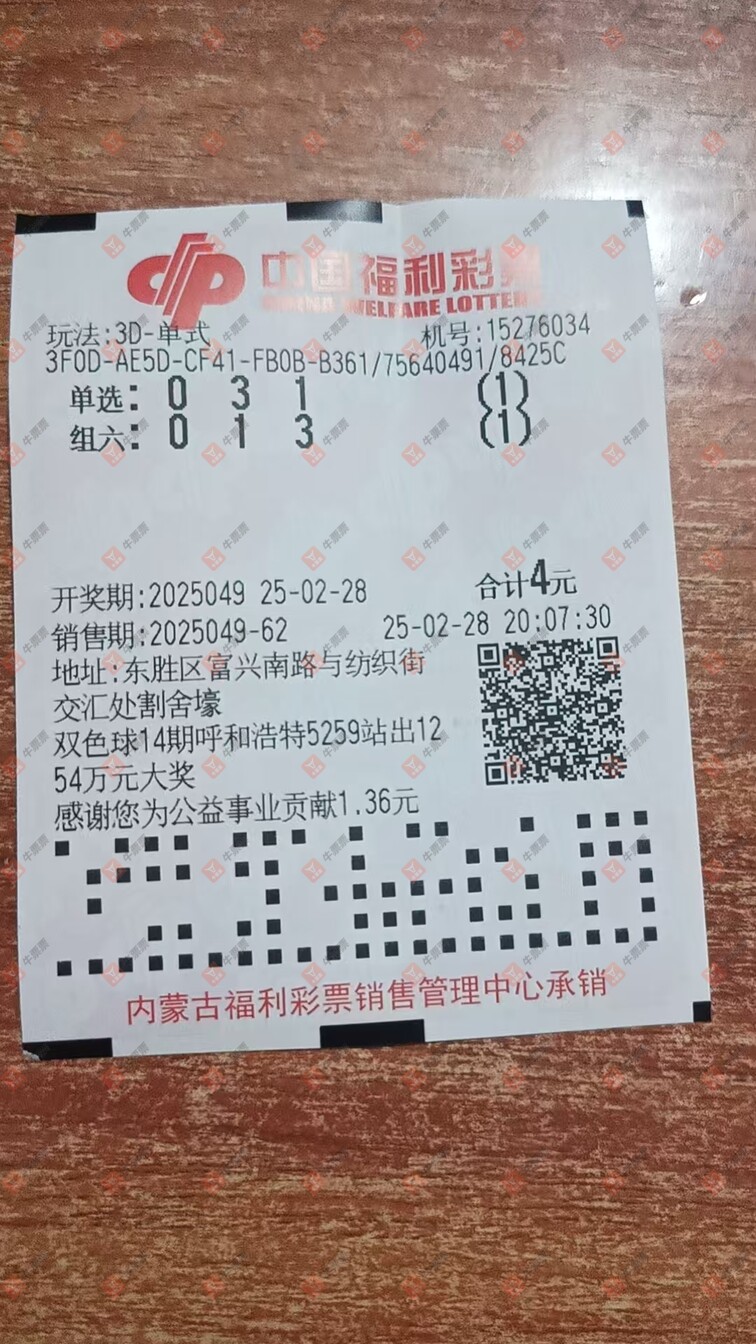 中国福利彩票
CHINA WELFARE LOTTERY
玩法:3D-单式 机号:15276034
3F0D-AE5D-CF41-FB0B-B361/75640491/8425C
单选: 0 3 1 (1)
组六: 0 1 3 (1)
开奖期:2025049 25-02-28 合计4元
销售期:2025049-62 25-02-28 20:07:30
地址:东胜区富兴南路与纺织街
交汇处割舍壕
双色球14期呼和浩特5259站出12
54万元大奖
感谢您为公益事业贡献1.36元
内蒙古福利彩票销售管理中心承销
牛票票